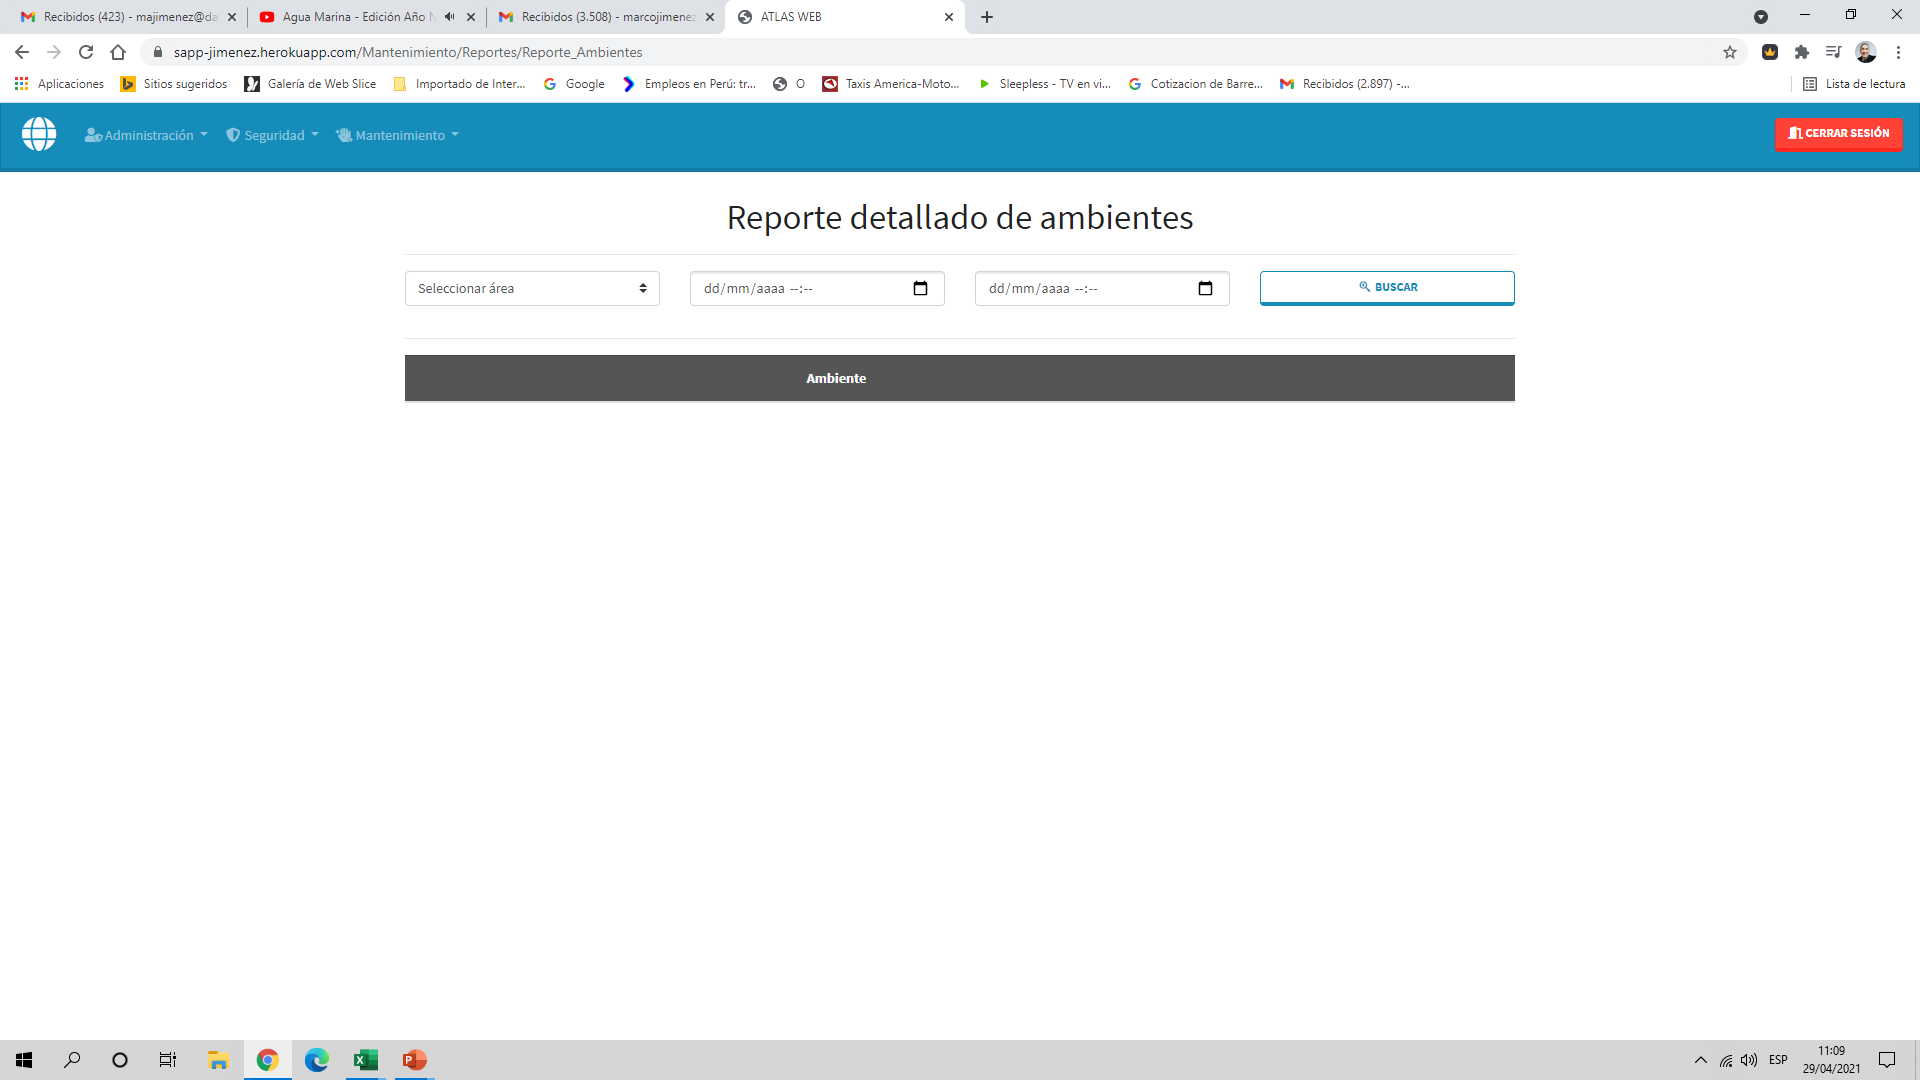 Recibidos (423) - majimenez@da
Agua Marina - Edición Año N
Recibidos (3.508) - marcojimenez
ATLAS WEB
sapp-jimenez.herokuapp.com/Mantenimiento/Reportes/Reporte_Ambientes
Aplicaciones
Sitios sugeridos
Galería de Web Slice
Importado de Inter...
Google
Empleos en Perú: tr...
O
Taxis America-Moto...
Sleepless - TV en vi...
Cotizacion de Barre...
Recibidos (2.897) -...
Lista de lectura
Administración
Seguridad
Mantenimiento
CERRAR SESIÓN
Reporte detallado de ambientes
Seleccionar área
dd/mm/aaaa --:--
dd/mm/aaaa --:--
BUSCAR
Ambiente
ESP
11:09
29/04/2021